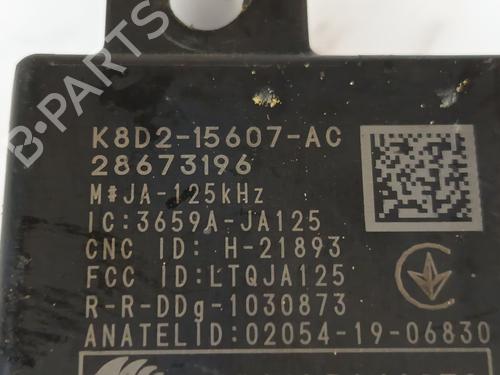 K8D2-15607-AC
28673196
M#JA-125kHz
IC:3659A-JA125
CNC ID: H-21893
FCC ID:LTQJA125
R-R-DDg-1030873
ANATELID:02054-19-06830